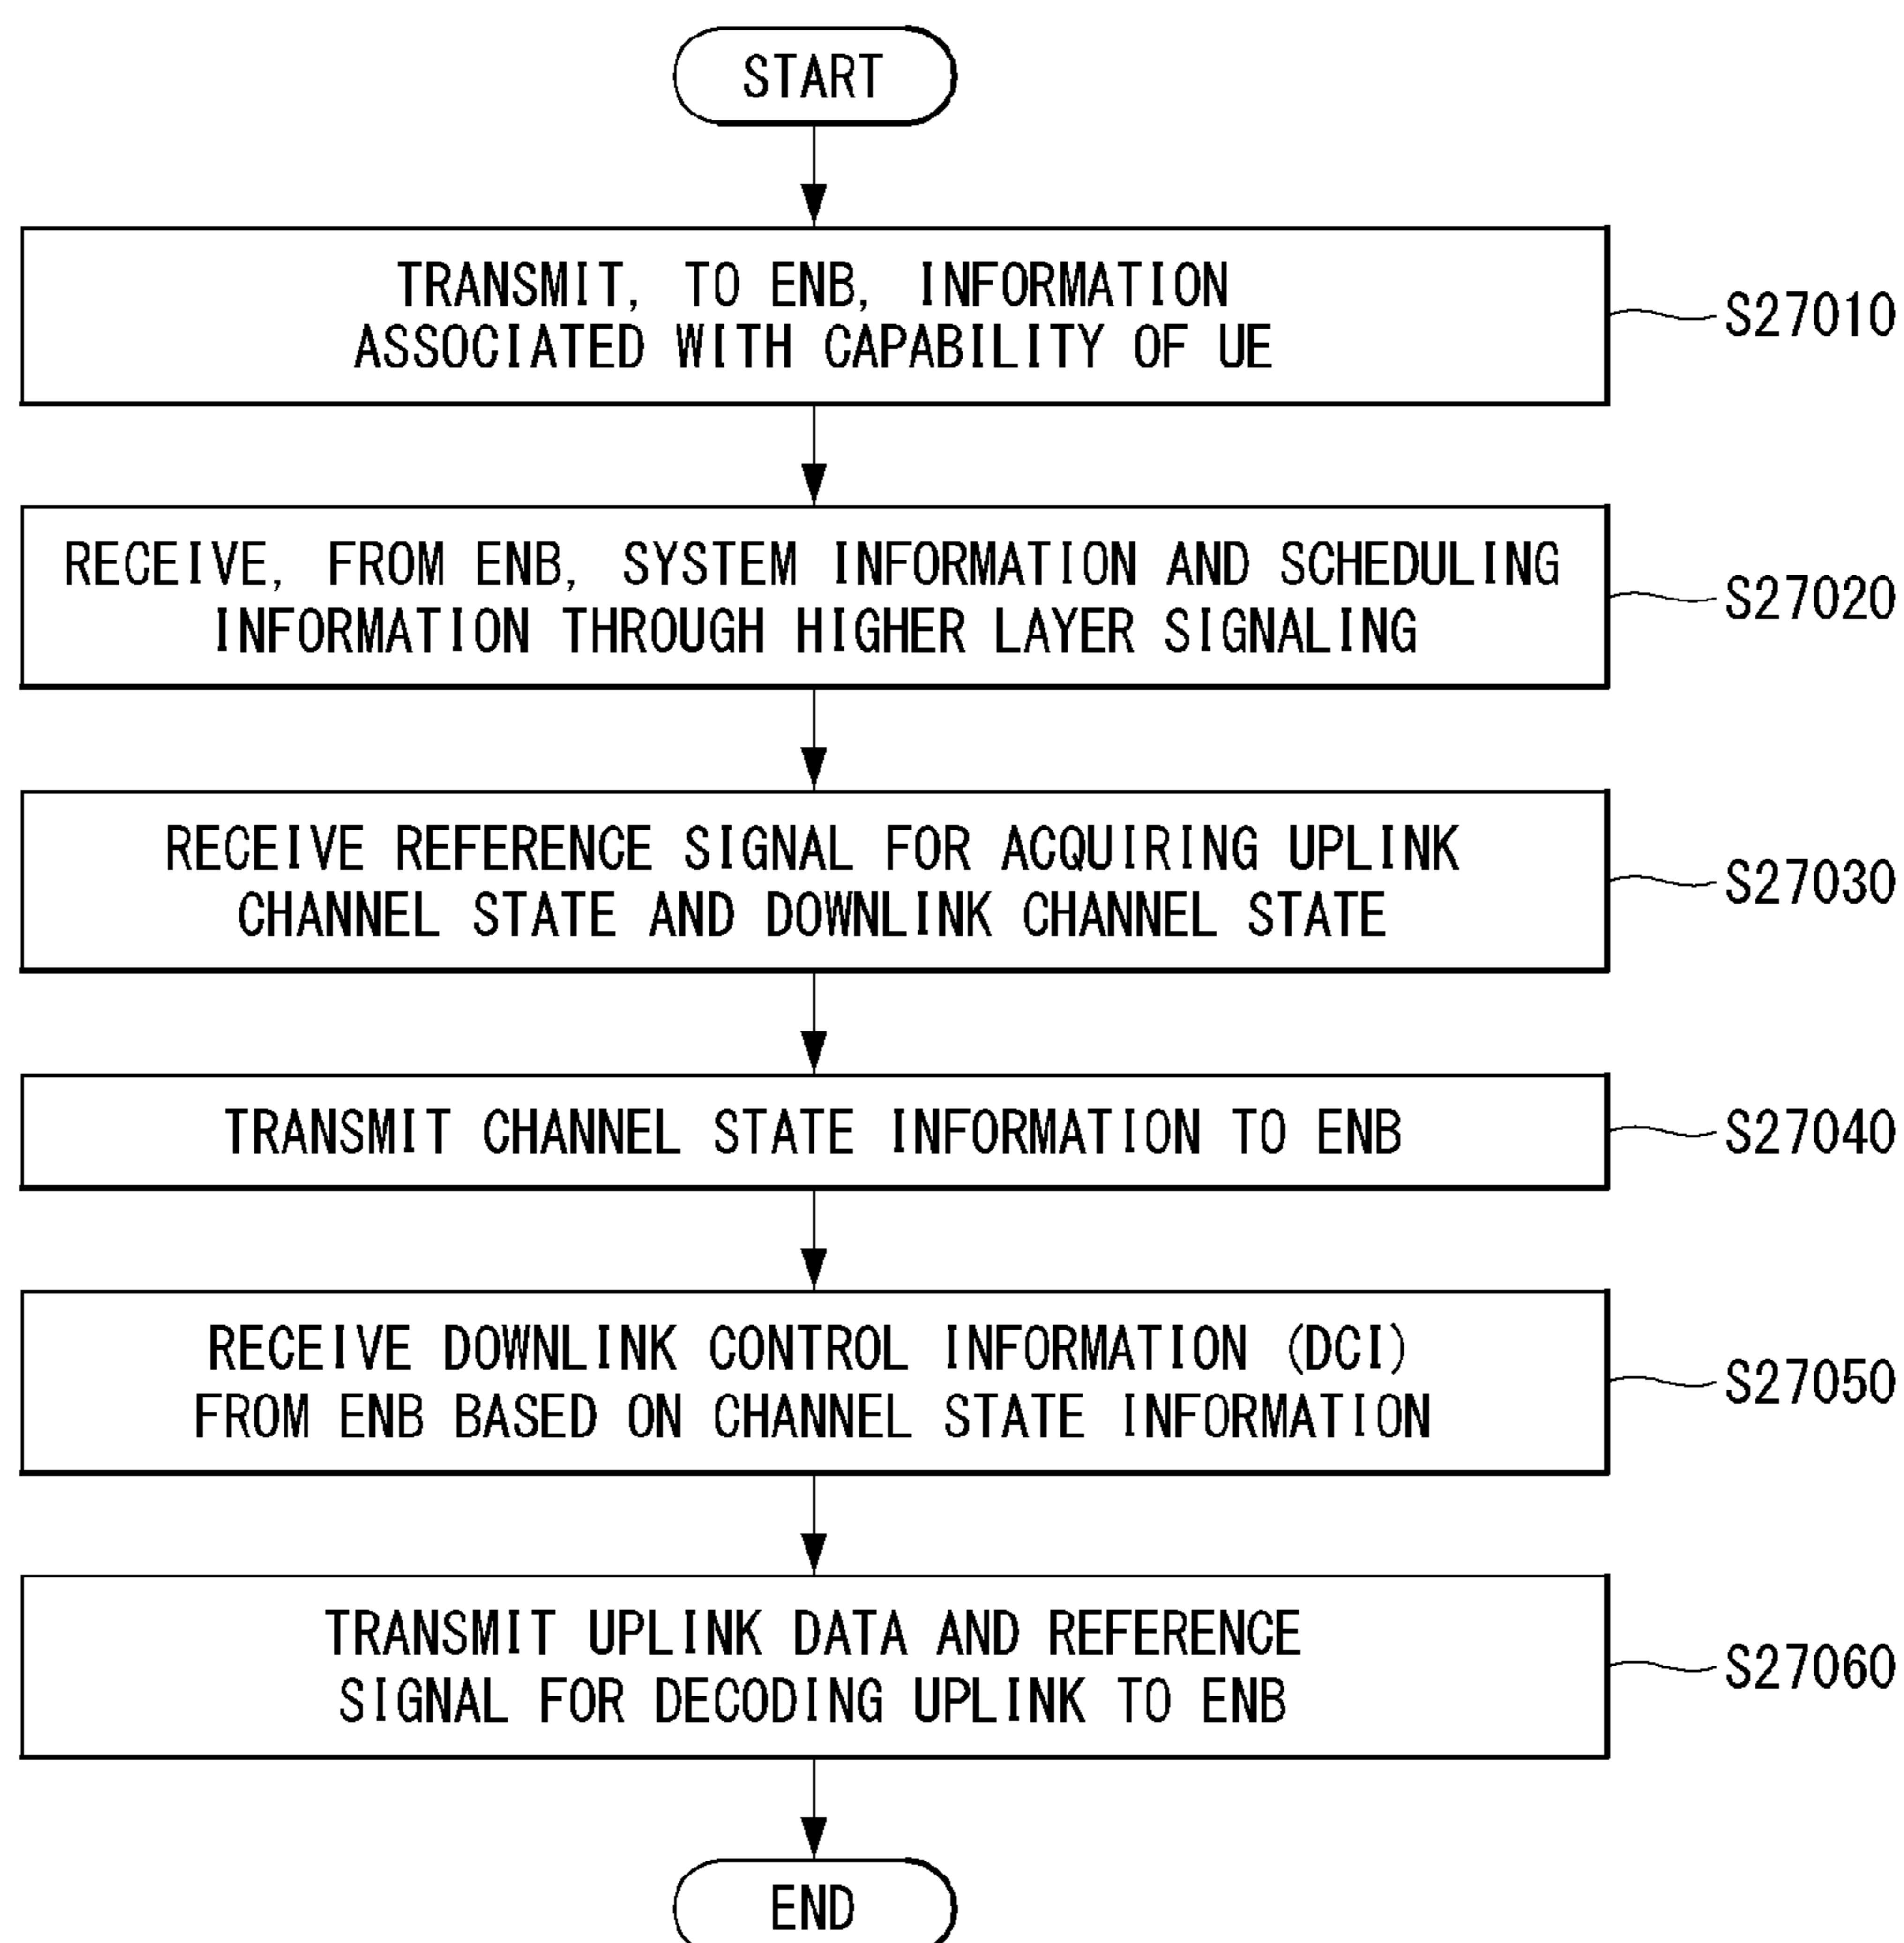 START
TRANSMIT, TO ENB, INFORMATION
ASSOCIATED WITH CAPABILITY OF UE
S27010
RECEIVE, FROM ENB, SYSTEM INFORMATION AND SCHEDULING
INFORMATION THROUGH HIGHER LAYER SIGNALING
S27020
RECEIVE REFERENCE SIGNAL FOR ACQUIRING UPLINK
CHANNEL STATE AND DOWNLINK CHANNEL STATE
S27030
TRANSMIT CHANNEL STATE INFORMATION TO ENB
S27040
RECEIVE DOWNLINK CONTROL INFORMATION (DCI)
FROM ENB BASED ON CHANNEL STATE INFORMATION
S27050
TRANSMIT UPLINK DATA AND REFERENCE
SIGNAL FOR DECODING UPLINK TO ENB
S27060
END